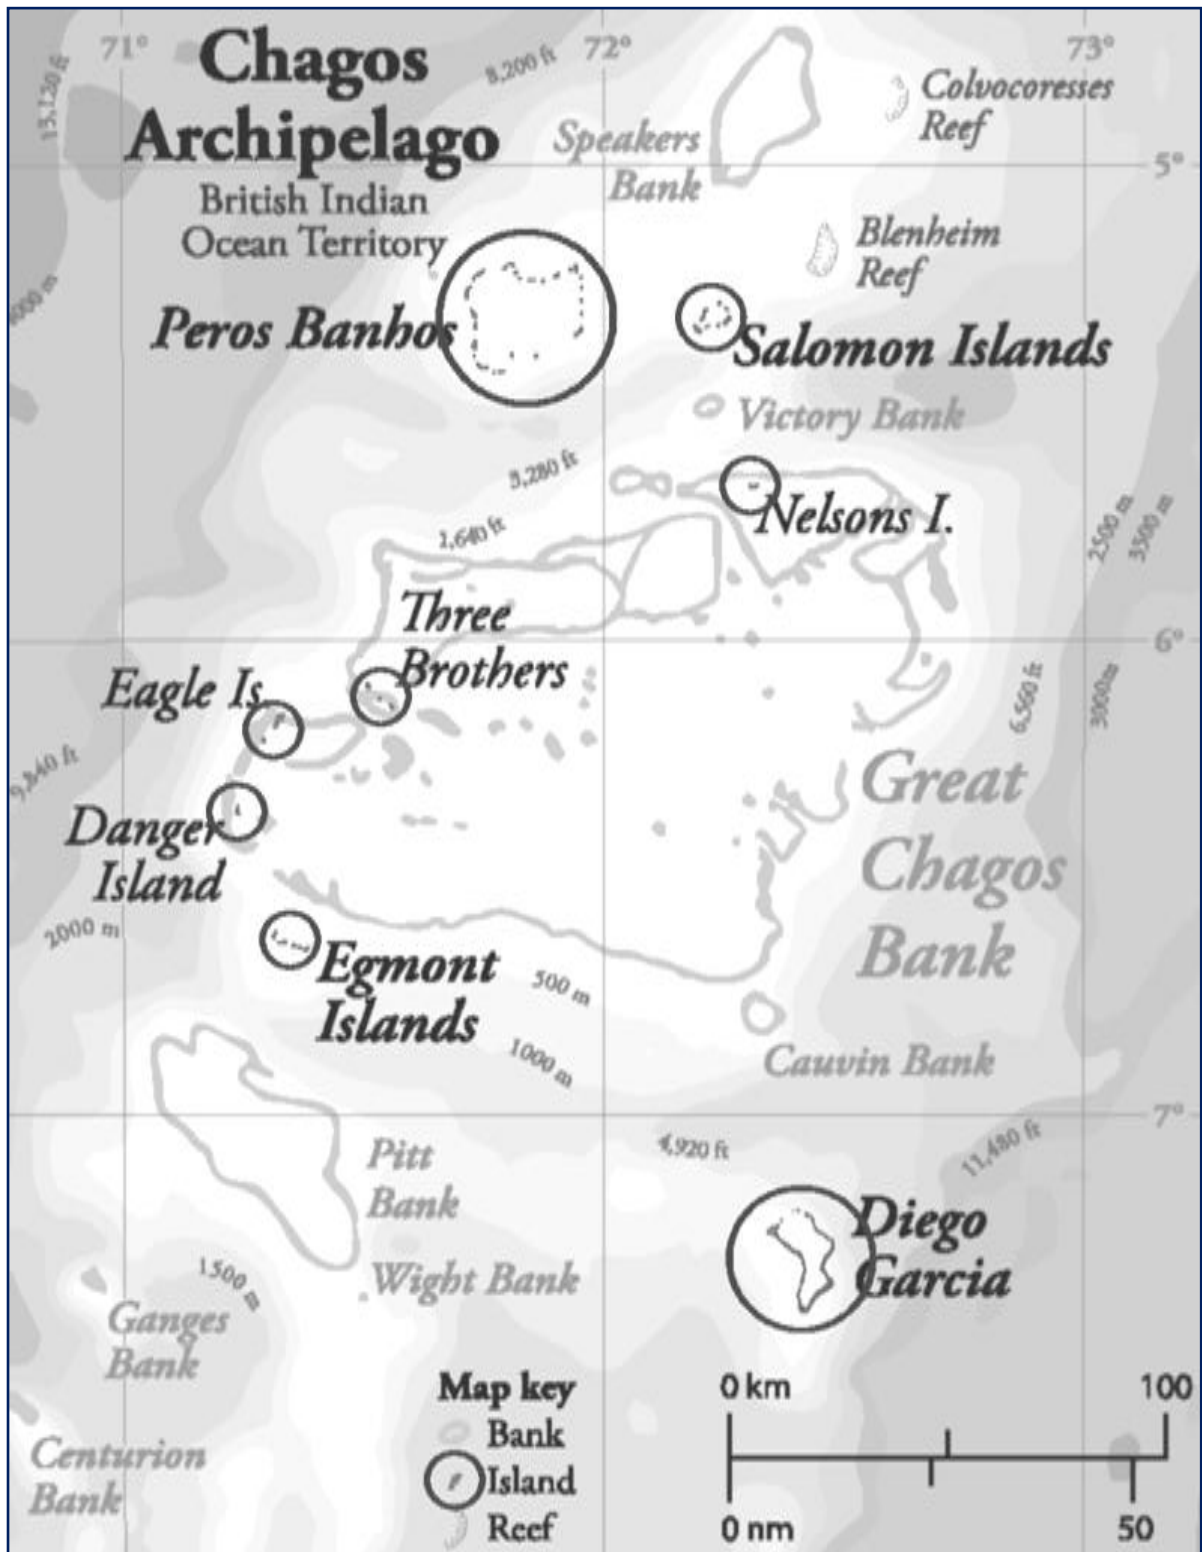 71°
72°
73°
Chagos
Archipelago
British Indian
Ocean Territory
13,120 ft
8,200 ft
Speakers
Bank
Colvocoresses
Reef
5°
Blenheim
Reef
Peros Banhos
Salomon Islands
Victory Bank
Nelsons I.
1,640 ft
2500 m
3500 m
Three
Brothers
6°
Eagle Is.
6,560 ft
3000m
9,840 ft
Danger
Island
Great
Chagos
Bank
2000 m
Egmont
Islands
500 m
1000 m
Cauvin Bank
7°
4,920 ft
11,480 ft
Pitt
Bank
Wight Bank
Diego
Garcia
1500 m
Ganges
Bank
Centurion
Bank
Map key
Bank
Island
Reef
0 km
100
0 nm
50